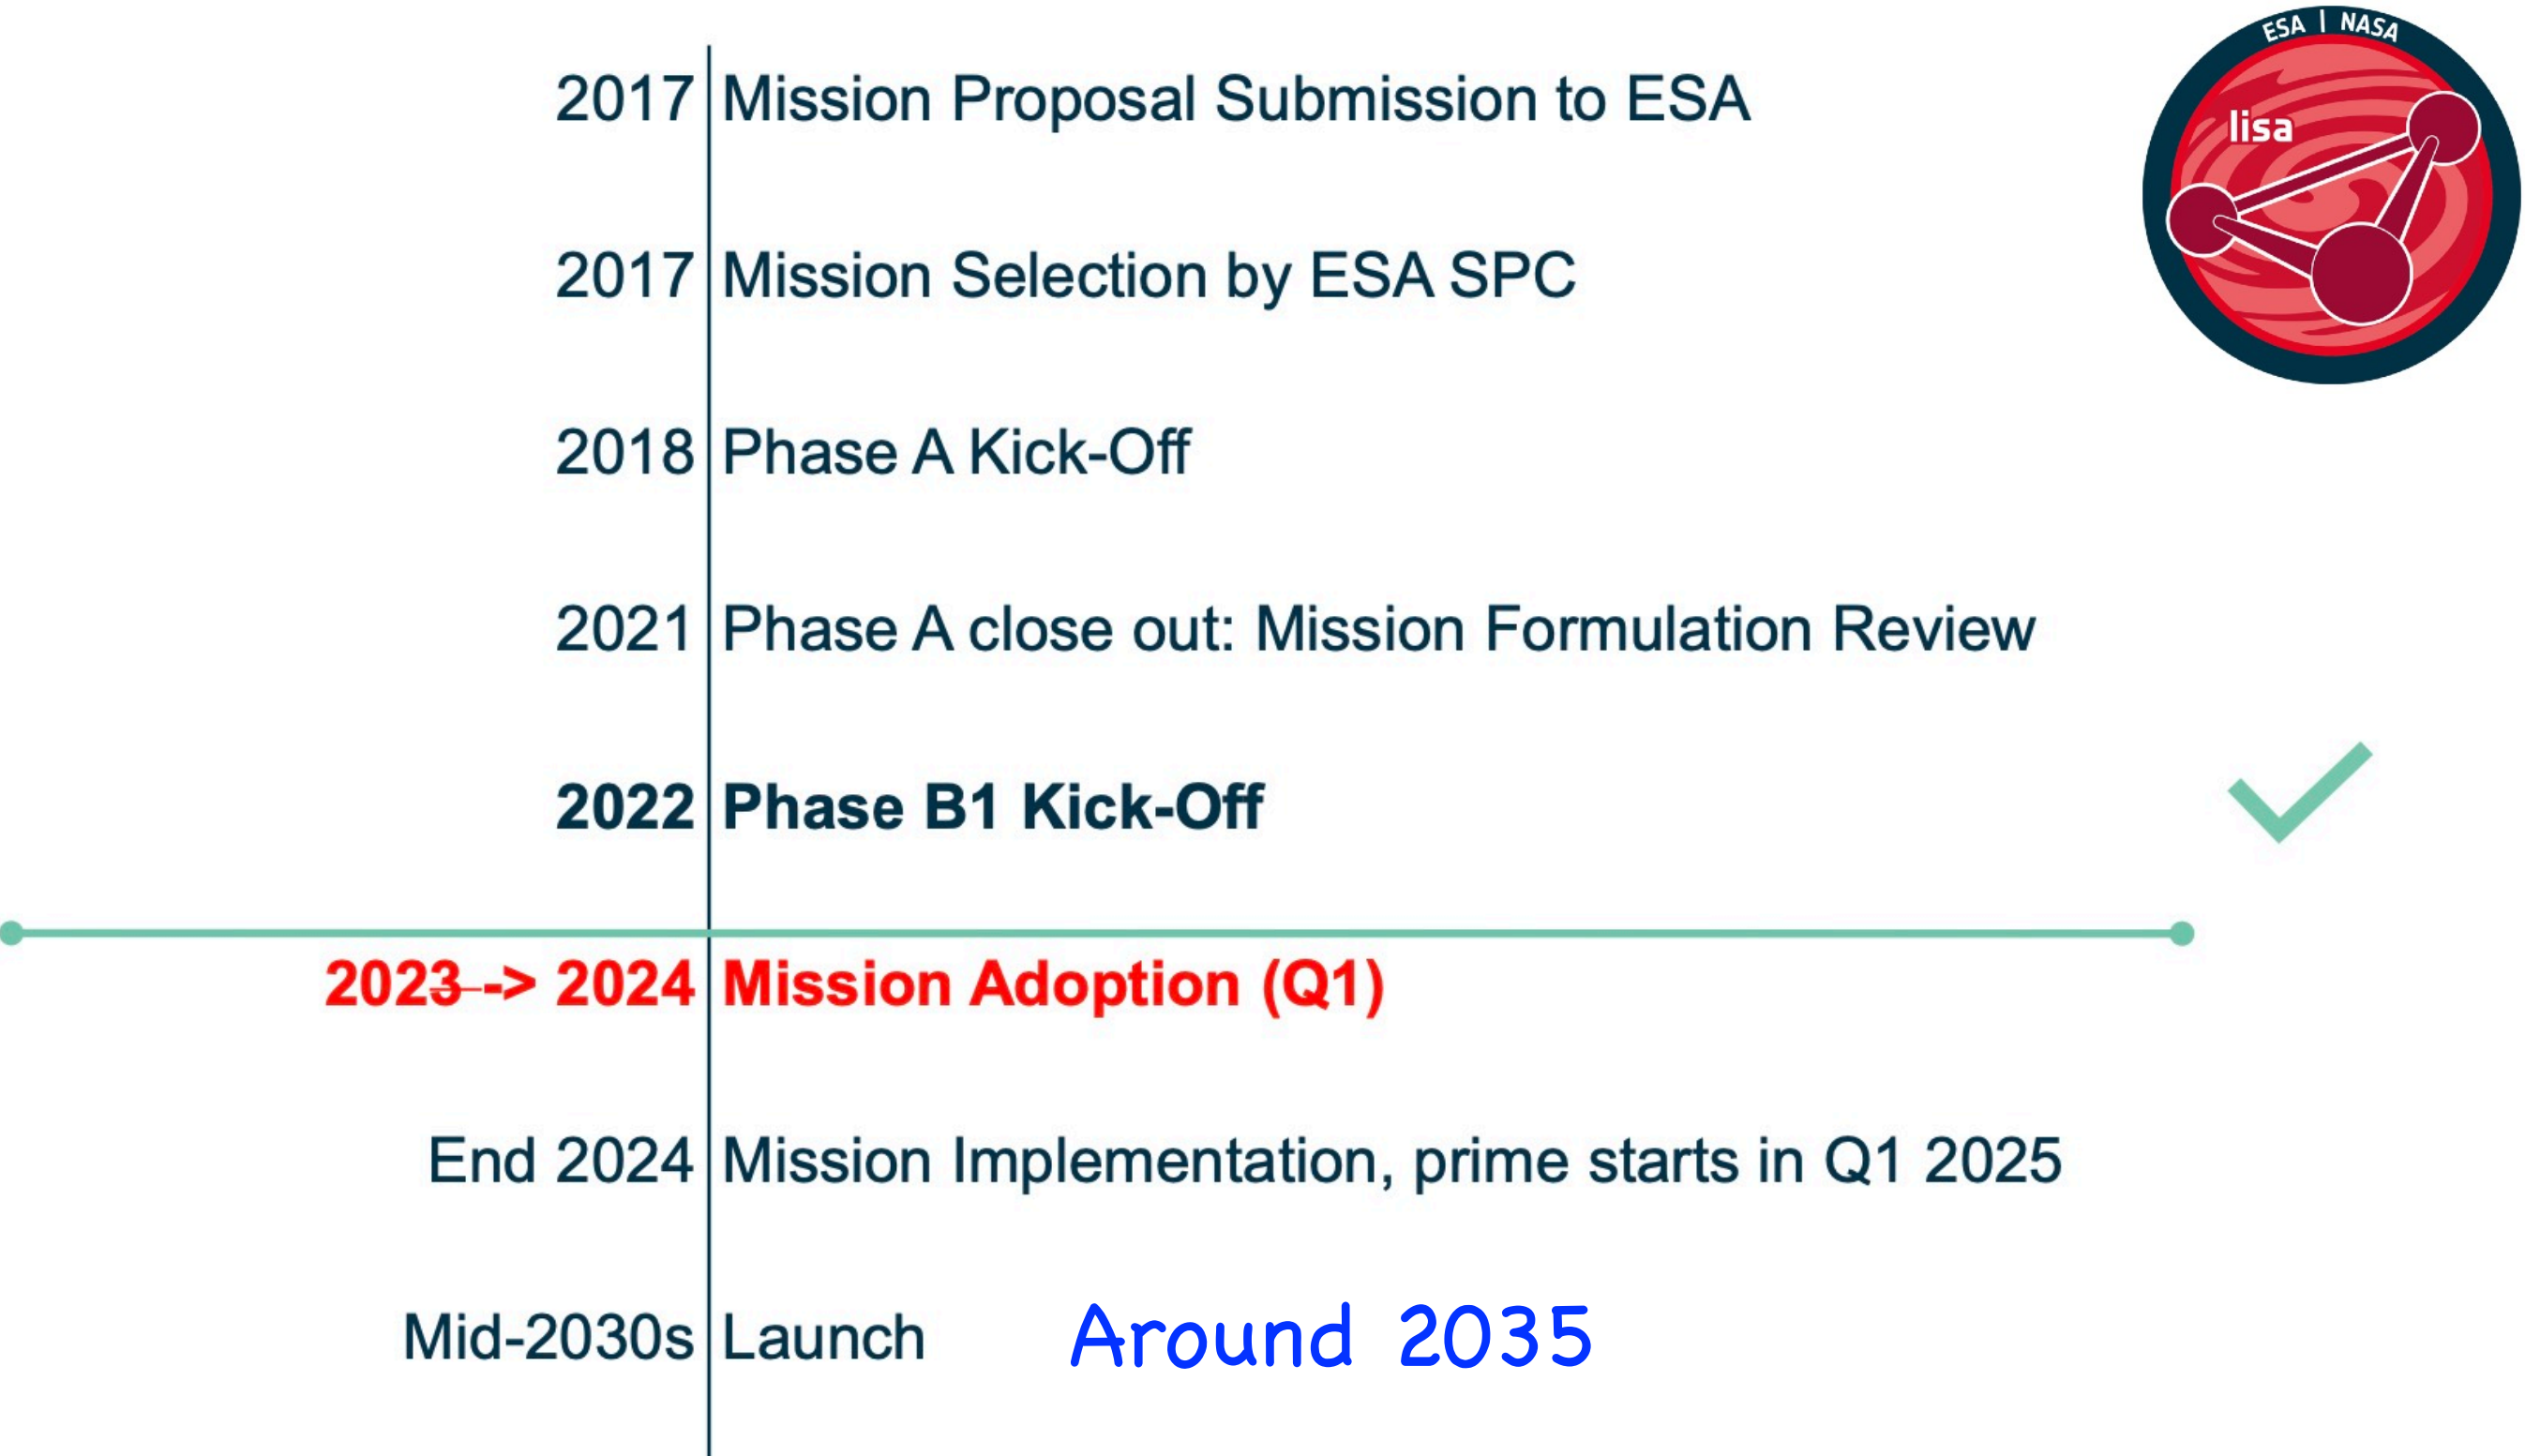 ESA | NASA
lisa
2017 Mission Proposal Submission to ESA
2017 Mission Selection by ESA SPC
2018 Phase A Kick-Off
2021 Phase A close out: Mission Formulation Review
2022 Phase B1 Kick-Off
2023 -> 2024 Mission Adoption (Q1)
End 2024 Mission Implementation, prime starts in Q1 2025
Mid-2030s Launch Around 2035